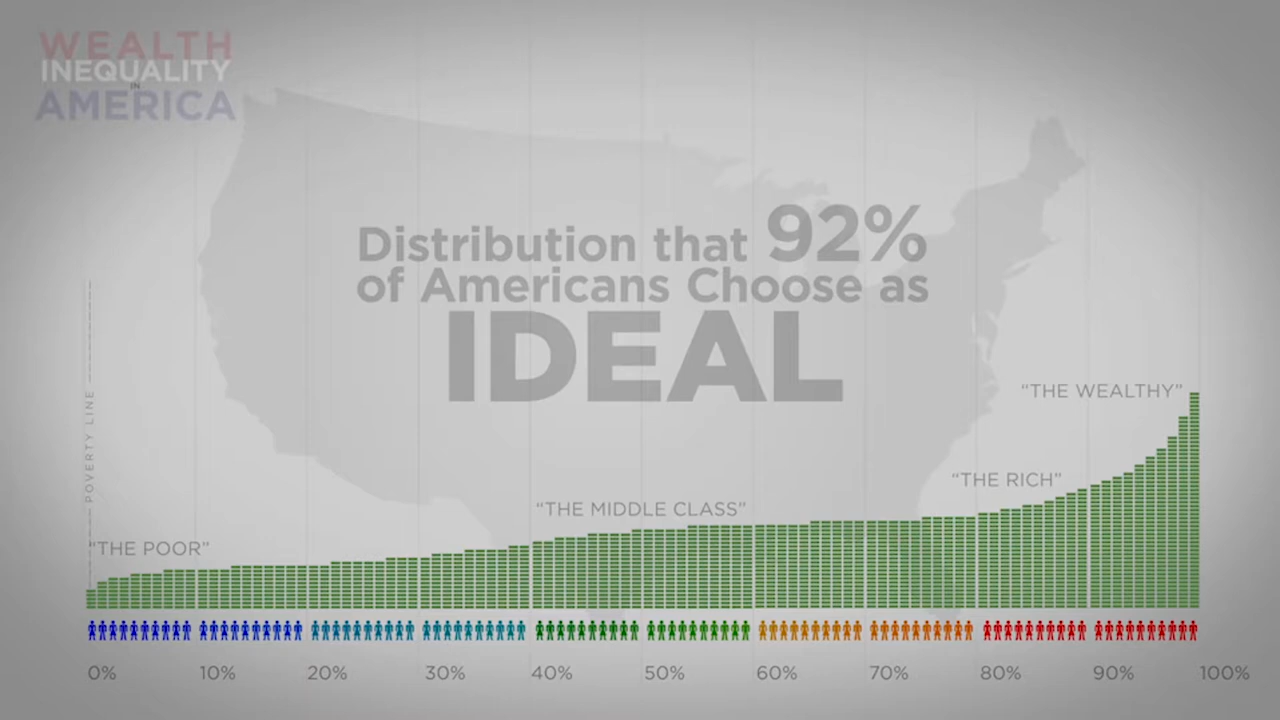 WEALTH
INEQUALITY
IN
AMERICA
Distribution that 92%
of Americans Choose as
IDEAL
"THE WEALTHY"
"THE RICH"
"THE MIDDLE CLASS"
"THE POOR"
POVERTY LINE
0% 10% 20% 30% 40% 50% 60% 70% 80% 90% 100%